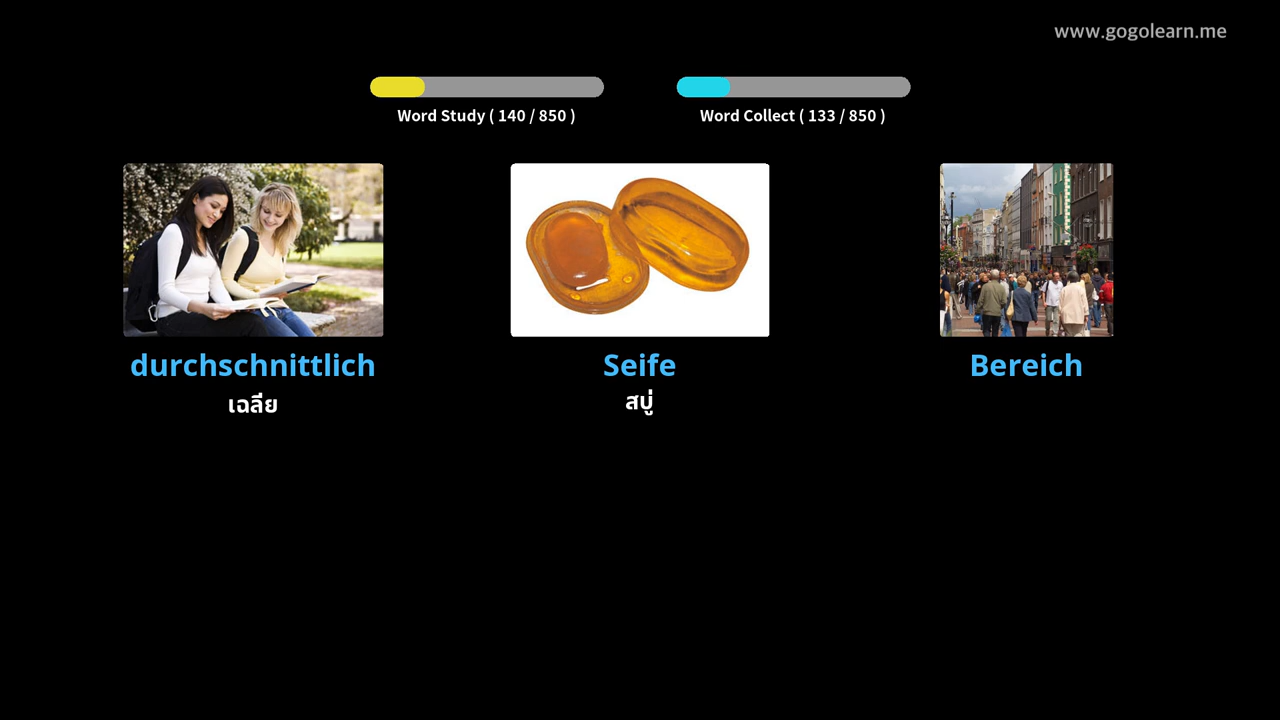 www.gogolearn.me
Word Study ( 140 / 850 )
Word Collect ( 133 / 850 )
durchschnittlich
เฉลี่ย
Seife
สบู่
Bereich